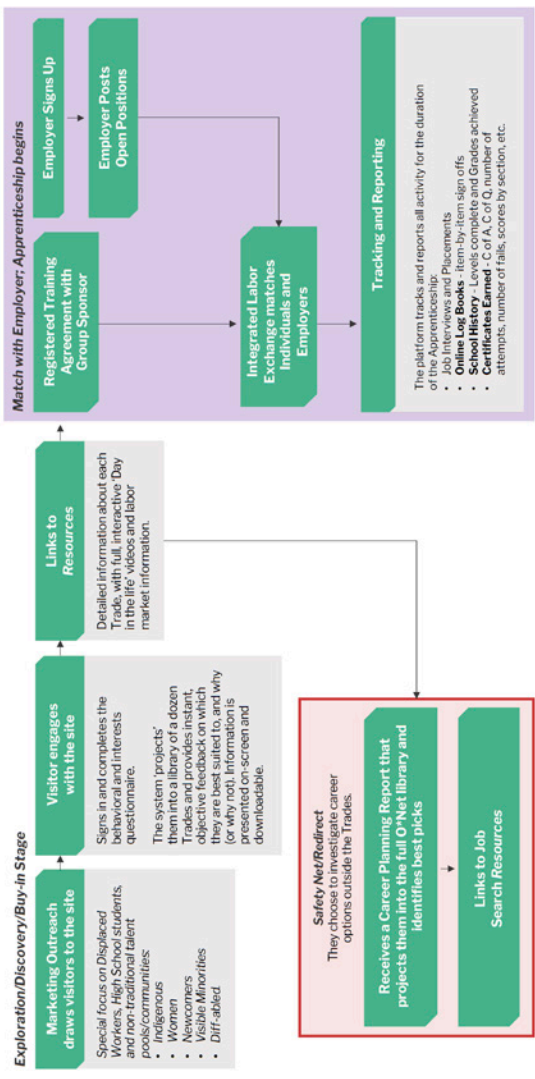 Exploration/Discovery/Buy-in Stage
Marketing Outreach
draws visitors to the site
Special focus on Displaced
Workers, High School students,
and non-traditional talent
pools/communities:
• Indigenous
• Women
• Newcomers
• Visible Minorities
• Diff-abled.
Visitor engages
with the site
Signs in and completes the
behavioral and interests
questionnaire.
The system 'projects'
them into a library of a dozen
Trades and provides instant,
objective feedback on which
they are best suited to, and why
(or why not). Information is
presented on-screen and
downloadable.
Links to
Resources
Detailed information about each
Trade, with full, interactive 'Day
in the life' videos and labor
market information.
Safety Net/Redirect
They choose to investigate career
options outside the Trades.
Receives a Career Planning Report that
projects them into the full O*Net library and
identifies best picks
Links to Job
Search Resources
Match with Employer; Apprenticeship begins
Registered Training
Agreement with
Group Sponsor
Employer Signs Up
Employer Posts
Open Positions
Integrated Labor
Exchange matches
Individuals and
Employers
Tracking and Reporting
The platform tracks and reports all activity for the duration
of the Apprenticeship:
• Job Interviews and Placements
• Online Log Books - item-by-item sign offs
• School History - Levels complete and Grades achieved
• Certificates Earned - C of A, C of Q, number of
attempts, number of fails, scores by section, etc.